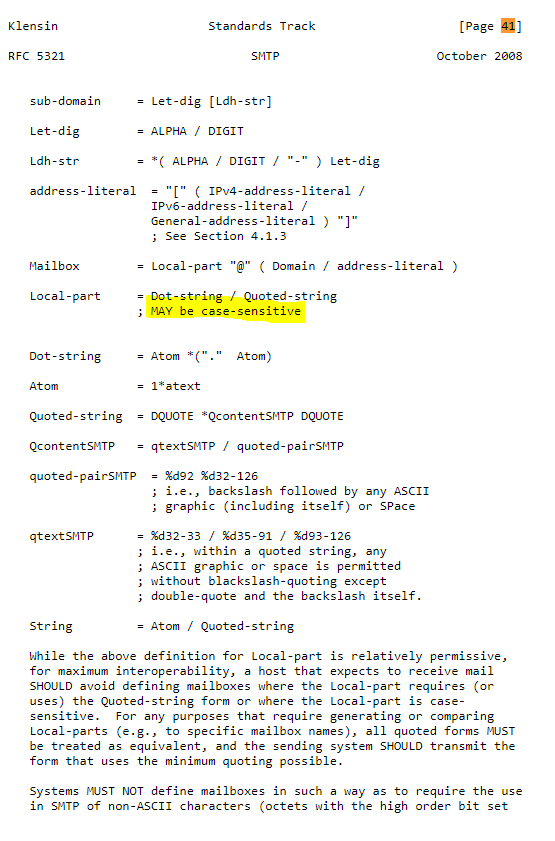 Klensin Standards Track [Page 41]
RFC 5321 SMTP October 2008
sub-domain = Let-dig [Ldh-str]
Let-dig = ALPHA / DIGIT
Ldh-str = *( ALPHA / DIGIT / "-" ) Let-dig
address-literal = "[" ( IPv4-address-literal /
IPv6-address-literal /
General-address-literal ) "]"
; See Section 4.1.3
Mailbox = Local-part "@" ( Domain / address-literal )
Local-part = Dot-string / Quoted-string
; MAY be case-sensitive
Dot-string = Atom *("." Atom)
Atom = 1*atext
Quoted-string = DQUOTE *QcontentSMTP DQUOTE
QcontentSMTP = qtextSMTP / quoted-pairSMTP
quoted-pairSMTP = %d92 %d32-126
; i.e., backslash followed by any ASCII
; graphic (including itself) or SPace
qtextSMTP = %d32-33 / %d35-91 / %d93-126
; i.e., within a quoted string, any
; ASCII graphic or space is permitted
; without blackslash-quoting except
; double-quote and the backslash itself.
String = Atom / Quoted-string
While the above definition for Local-part is relatively permissive,
for maximum interoperability, a host that expects to receive mail
SHOULD avoid defining mailboxes where the Local-part requires (or
uses) the Quoted-string form or where the Local-part is case-
sensitive. For any purposes that require generating or comparing
Local-parts (e.g., to specific mailbox names), all quoted forms MUST
be treated as equivalent, and the sending system SHOULD transmit the
form that uses the minimum quoting possible.
Systems MUST NOT define mailboxes in such a way as to require the use
in SMTP of non-ASCII characters (octets with the high order bit set